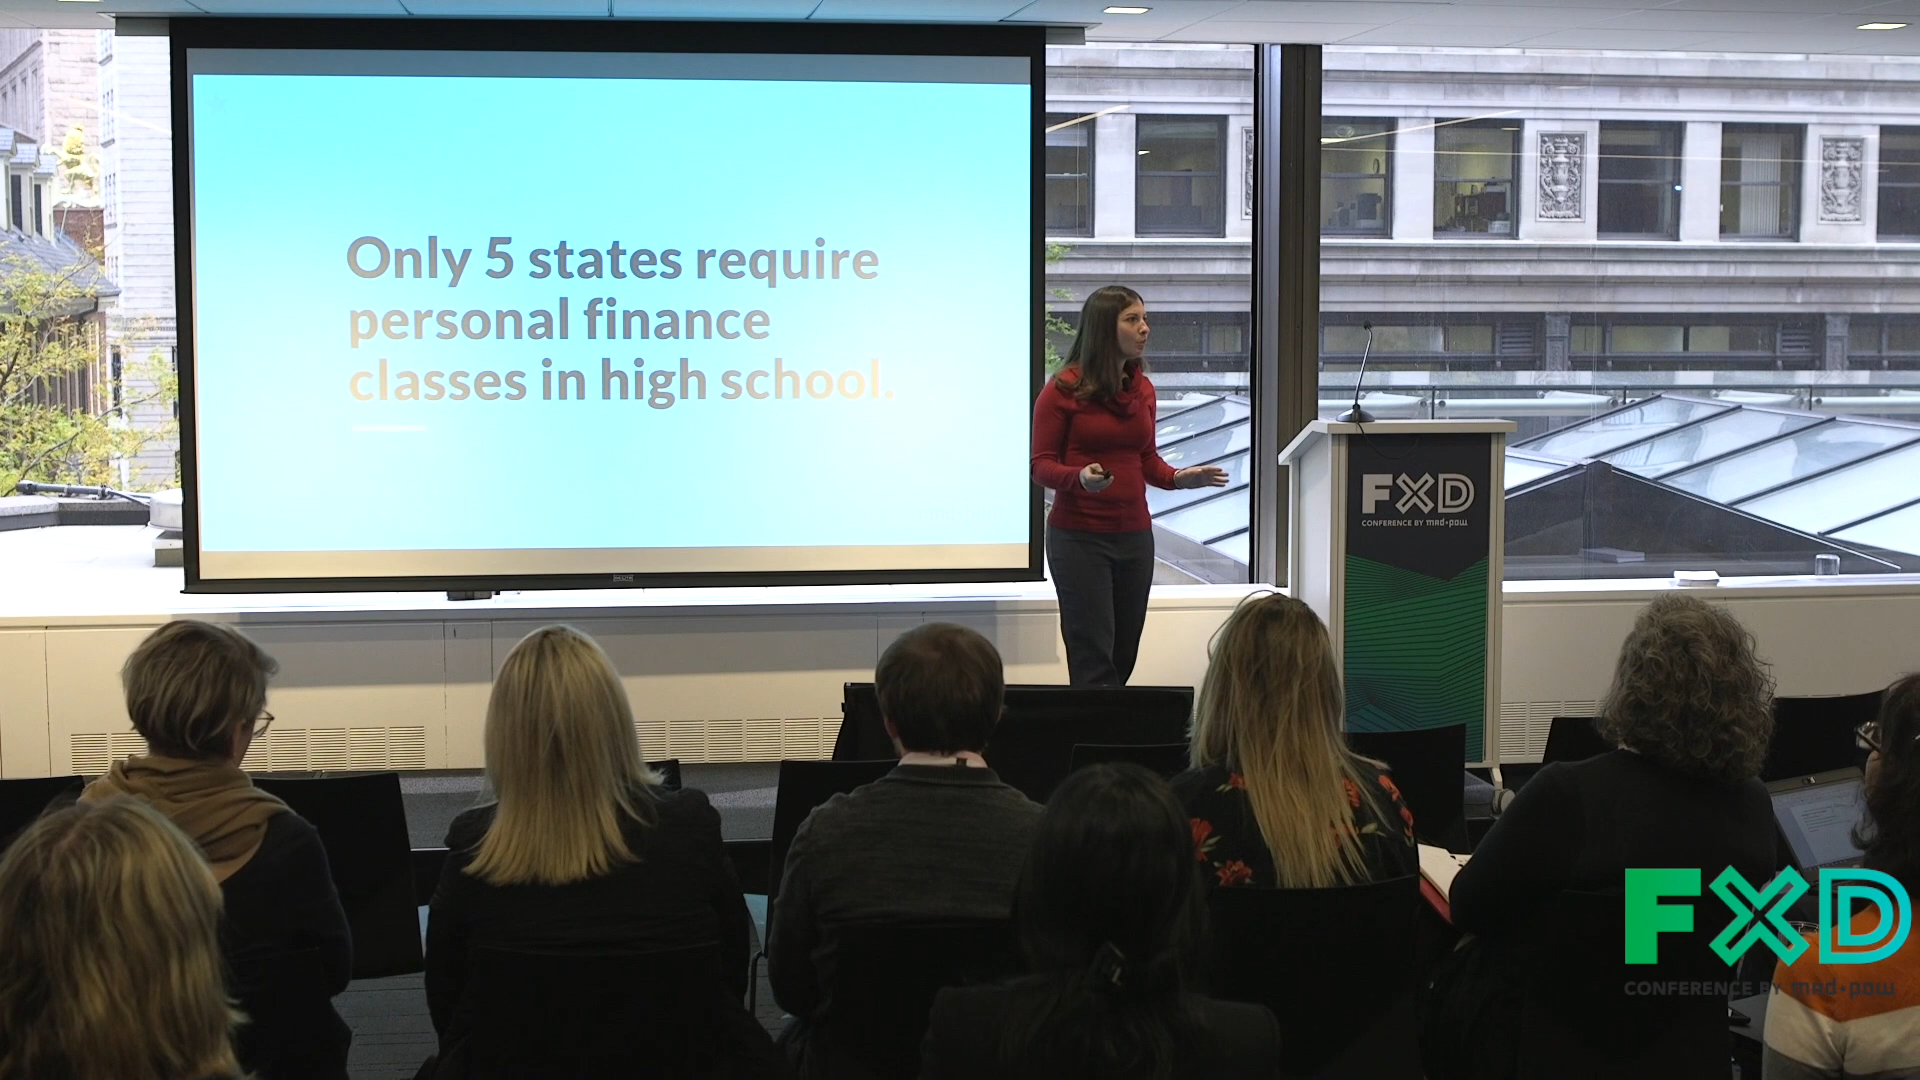 Only 5 states require
personal finance
classes in high school.
FXD
CONFERENCE BY mad•pow
FXD
CONFERENCE BY mad•pow